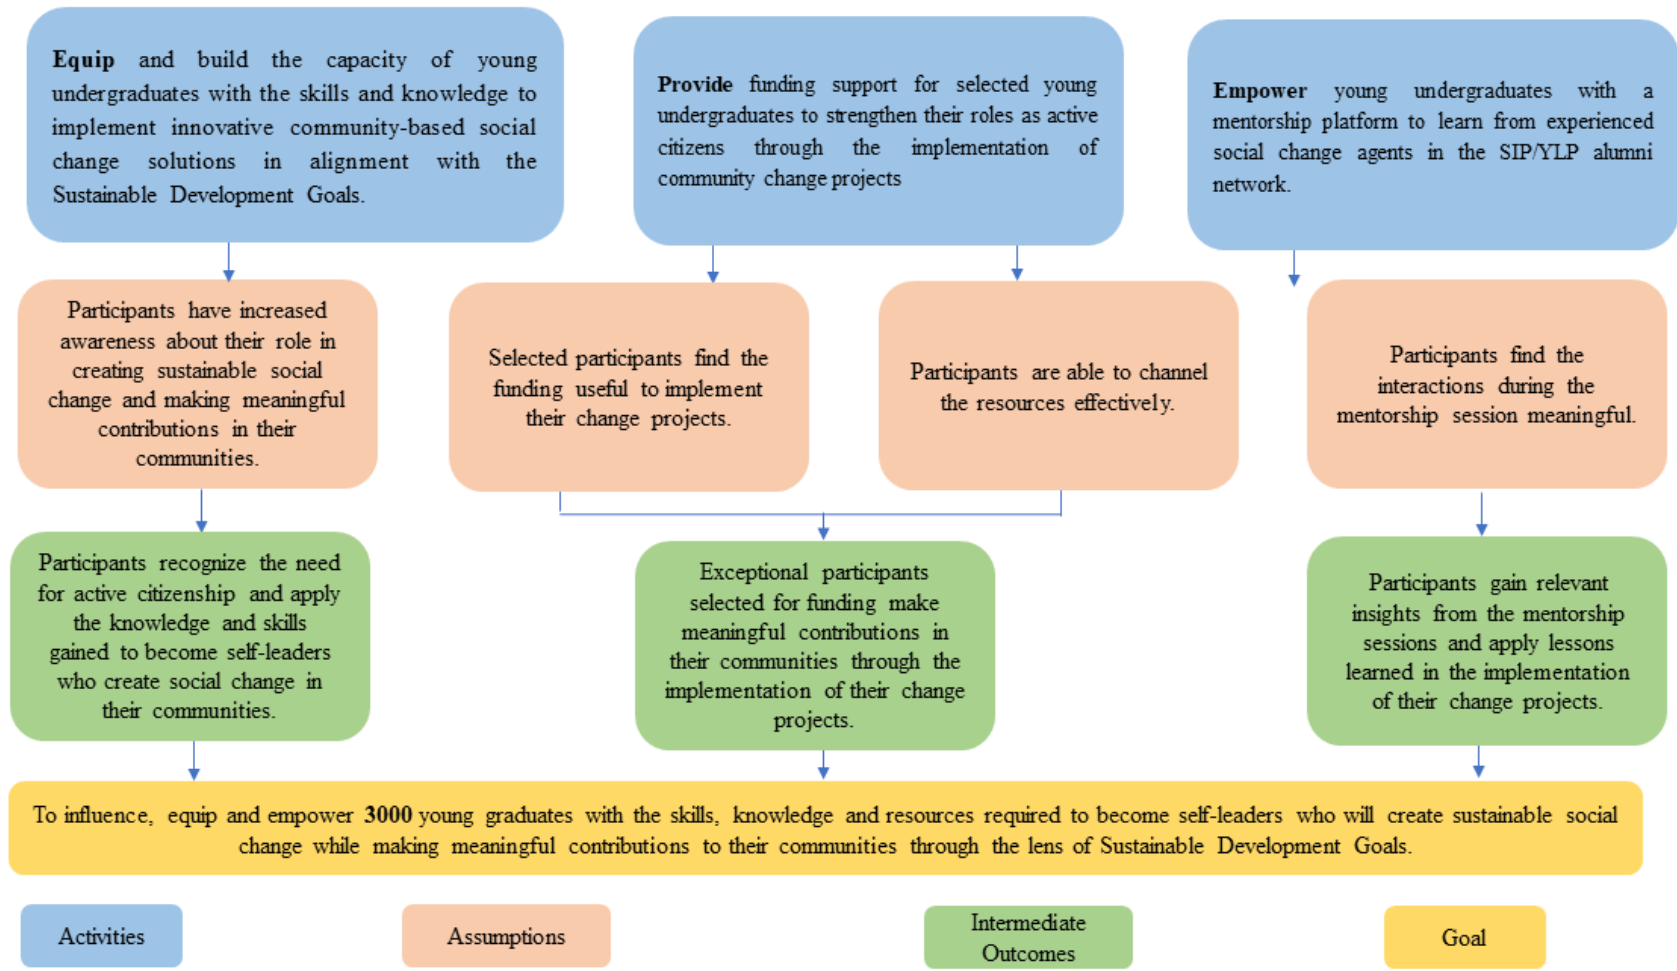 Equip and build the capacity of young
undergraduates with the skills and knowledge to
implement innovative community-based social
change solutions in alignment with the
Sustainable Development Goals.
Provide funding support for selected young
undergraduates to strengthen their roles as active
citizens through the implementation of
community change projects
Empower young undergraduates with a
mentorship platform to learn from experienced
social change agents in the SIP/YLP alumni
network.
Participants have increased
awareness about their role in
creating sustainable social
change and making meaningful
contributions in their
communities.
Selected participants find the
funding useful to implement
their change projects.
Participants are able to channel
the resources effectively.
Participants find the
interactions during the
mentorship session meaningful.
Participants recognize the need
for active citizenship and apply
the knowledge and skills
gained to become self-leaders
who create social change in
their communities.
Exceptional participants
selected for funding make
meaningful contributions in
their communities through the
implementation of their change
projects.
Participants gain relevant
insights from the mentorship
sessions and apply lessons
learned in the implementation
of their change projects.
To influence, equip and empower 3000 young graduates with the skills, knowledge and resources required to become self-leaders who will create sustainable social
change while making meaningful contributions to their communities through the lens of Sustainable Development Goals.
Activities
Assumptions
Intermediate
Outcomes
Goal